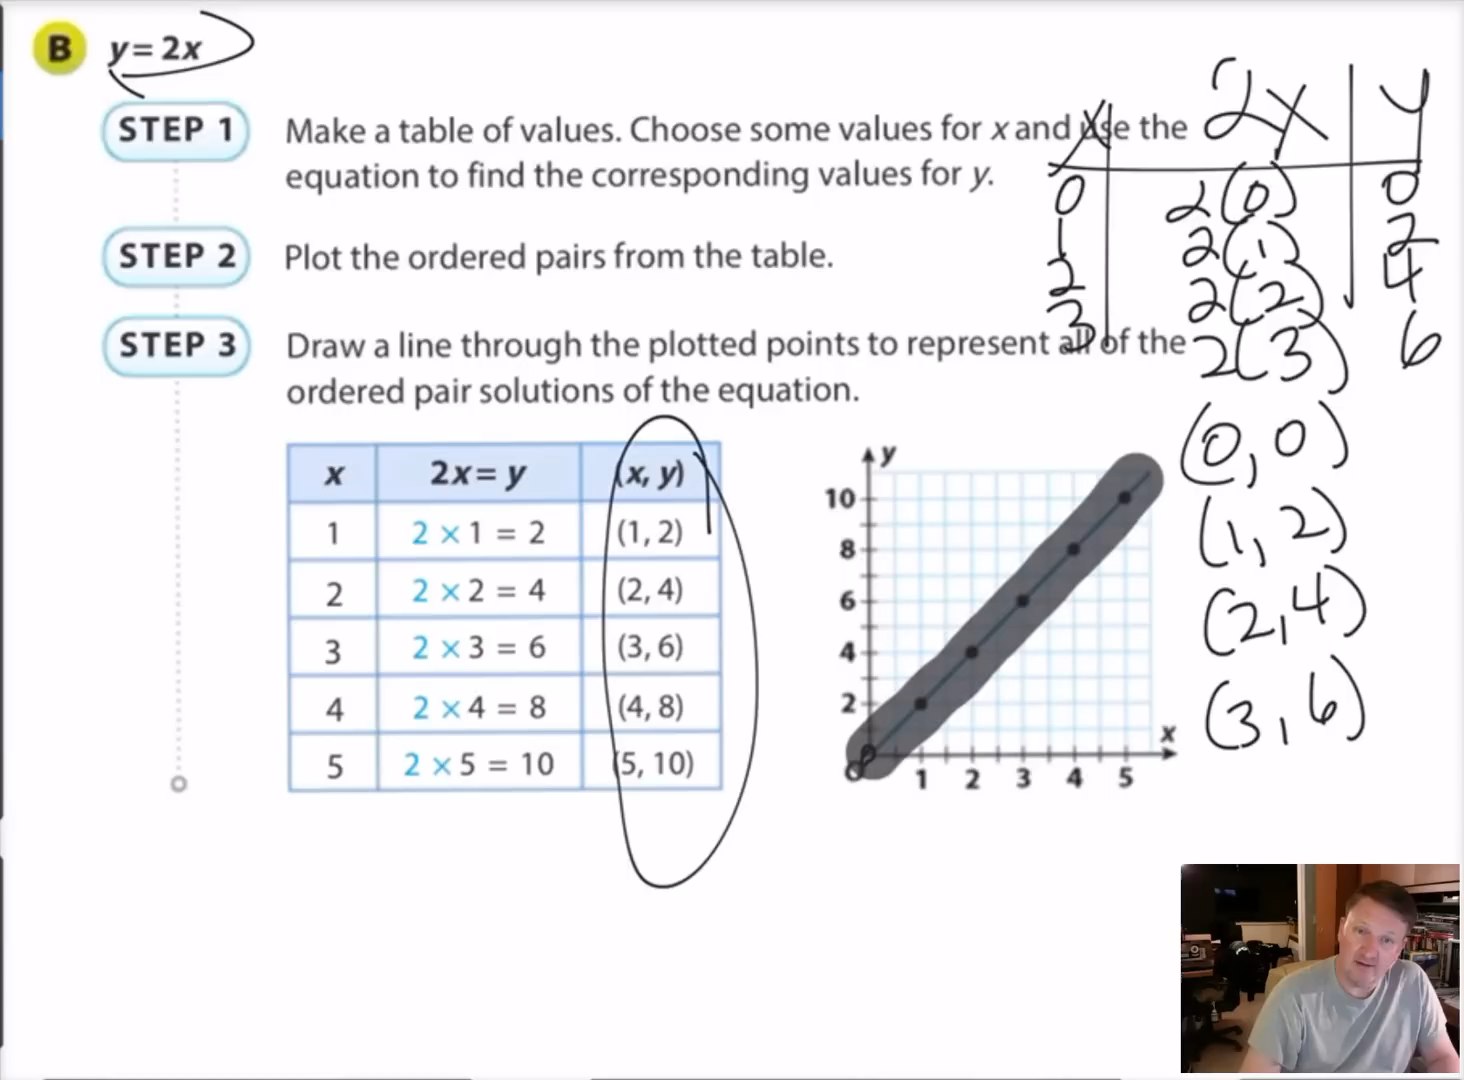 B y = 2x
STEP 1 Make a table of values. Choose some values for x and use the
equation to find the corresponding values for y.
STEP 2 Plot the ordered pairs from the table.
STEP 3 Draw a line through the plotted points to represent all of the
ordered pair solutions of the equation.
x 2x = y (x, y)
1 2 × 1 = 2 (1, 2)
2 2 × 2 = 4 (2, 4)
3 2 × 3 = 6 (3, 6)
4 2 × 4 = 8 (4, 8)
5 2 × 5 = 10 (5, 10)
y
10
8
6
4
2
O
1 2 3 4 5
x
x 2x y
0 2(0) 0
1 2(1) 2
2 2(2) 4
3 2(3) 6
(0, 0)
(1, 2)
(2, 4)
(3, 6)